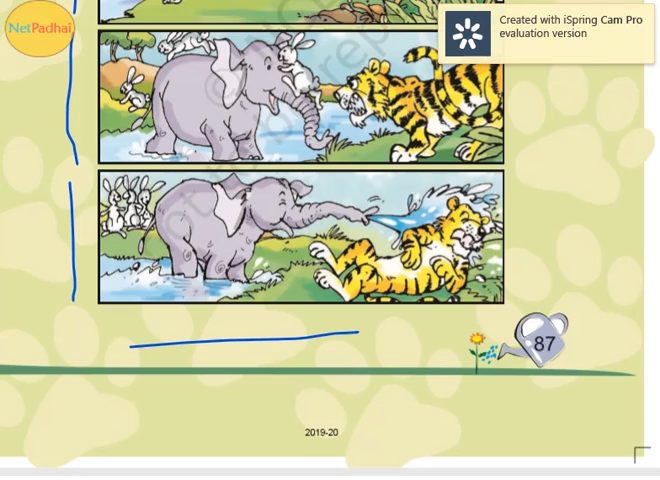 NetPadhai
Created with iSpring Cam Pro
evaluation version
87
2019-20